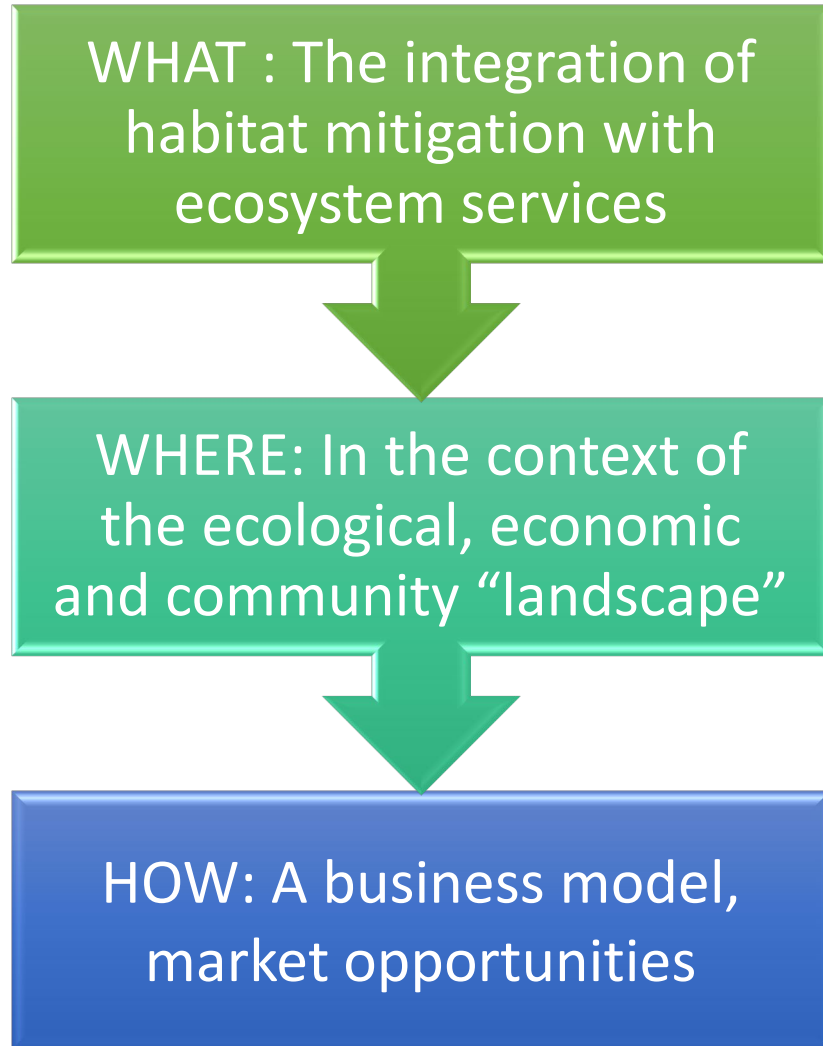 WHAT : The integration of
habitat mitigation with
ecosystem services
WHERE: In the context of
the ecological, economic
and community “landscape”
HOW: A business model,
market opportunities